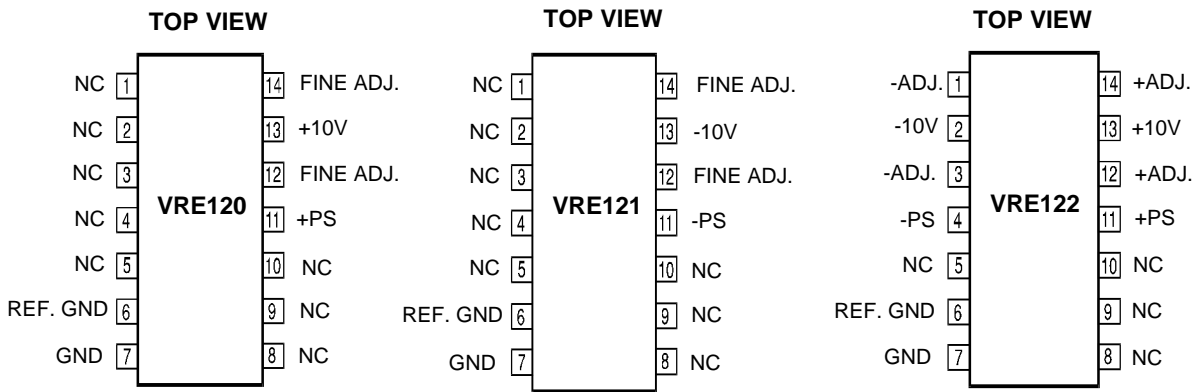 TOP VIEW
NC 1 14 FINE ADJ.
NC 2 13 +10V
NC 3 12 FINE ADJ.
NC 4 11 +PS
NC 5 10 NC
REF. GND 6 9 NC
GND 7 8 NC
VRE120
TOP VIEW
NC 1 14 FINE ADJ.
NC 2 13 -10V
NC 3 12 FINE ADJ.
NC 4 11 -PS
NC 5 10 NC
REF. GND 6 9 NC
GND 7 8 NC
VRE121
TOP VIEW
-ADJ. 1 14 +ADJ.
-10V 2 13 +10V
-ADJ. 3 12 +ADJ.
-PS 4 11 +PS
NC 5 10 NC
REF. GND 6 9 NC
GND 7 8 NC
VRE122